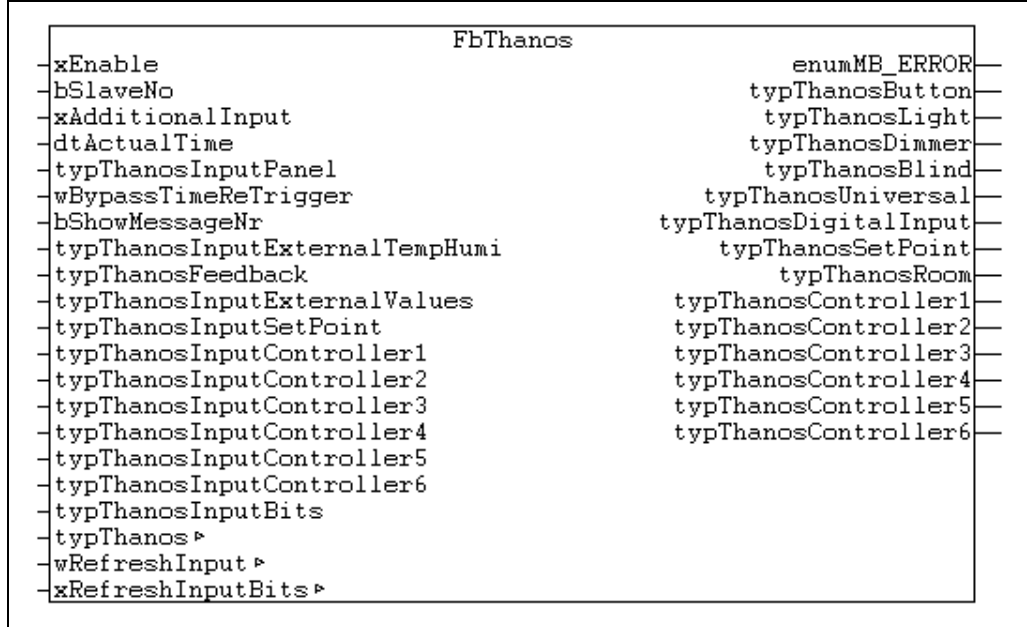 FbThanos
xEnable enumMB_ERROR
bSlaveNo typThanosButton
xAdditionalInput typThanosLight
dtActualTime typThanosDimmer
typThanosInputPanel typThanosBlind
wBypassTimeReTrigger typThanosUniversal
bShowMessageNr typThanosDigitalInput
typThanosInputExternalTempHumi typThanosSetPoint
typThanosFeedback typThanosRoom
typThanosInputExternalValues typThanosController1
typThanosInputSetPoint typThanosController2
typThanosInputController1 typThanosController3
typThanosInputController2 typThanosController4
typThanosInputController3 typThanosController5
typThanosInputController4 typThanosController6
typThanosInputController5
typThanosInputController6
typThanosInputBits
typThanos▹
wRefreshInput▹
xRefreshInputBits▹